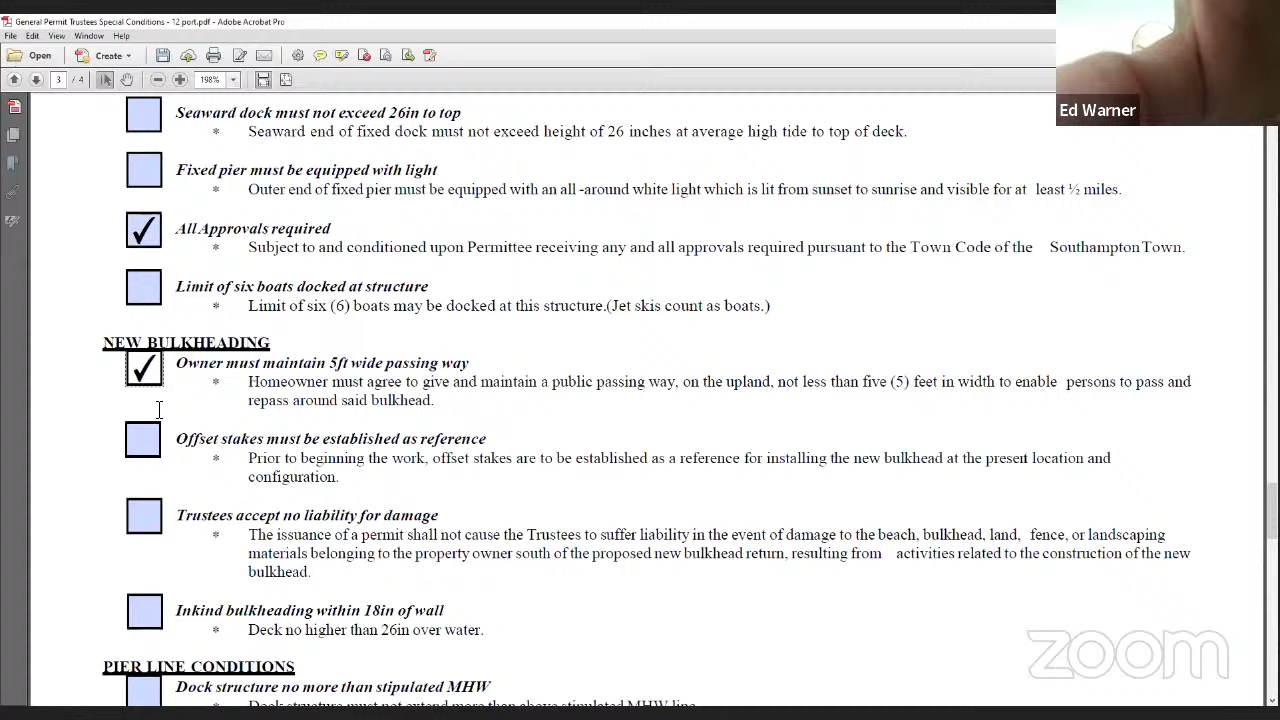 General Permit Trustees Special Conditions - 12 port.pdf - Adobe Acrobat Pro
File Edit View Window Help
Open Create
3 / 4 198%
Ed Warner
Seaward dock must not exceed 26in to top
* Seaward end of fixed dock must not exceed height of 26 inches at average high tide to top of deck.
Fixed pier must be equipped with light
* Outer end of fixed pier must be equipped with an all -around white light which is lit from sunset to sunrise and visible for at least ½ miles.
All Approvals required
* Subject to and conditioned upon Permittee receiving any and all approvals required pursuant to the Town Code of the Southampton Town.
Limit of six boats docked at structure
* Limit of six (6) boats may be docked at this structure.(Jet skis count as boats.)
NEW BULKHEADING
Owner must maintain 5ft wide passing way
* Homeowner must agree to give and maintain a public passing way, on the upland, not less than five (5) feet in width to enable persons to pass and
repass around said bulkhead.
Offset stakes must be established as reference
* Prior to beginning the work, offset stakes are to be established as a reference for installing the new bulkhead at the present location and
configuration.
Trustees accept no liability for damage
* The issuance of a permit shall not cause the Trustees to suffer liability in the event of damage to the beach, bulkhead, land, fence, or landscaping
materials belonging to the property owner south of the proposed new bulkhead return, resulting from activities related to the construction of the new
bulkhead.
Inkind bulkheading within 18in of wall
* Deck no higher than 26in over water.
zoom
PIER LINE CONDITIONS
Dock structure no more than stipulated MHW
* Dock structure must not extend more than above stipulated MHW line